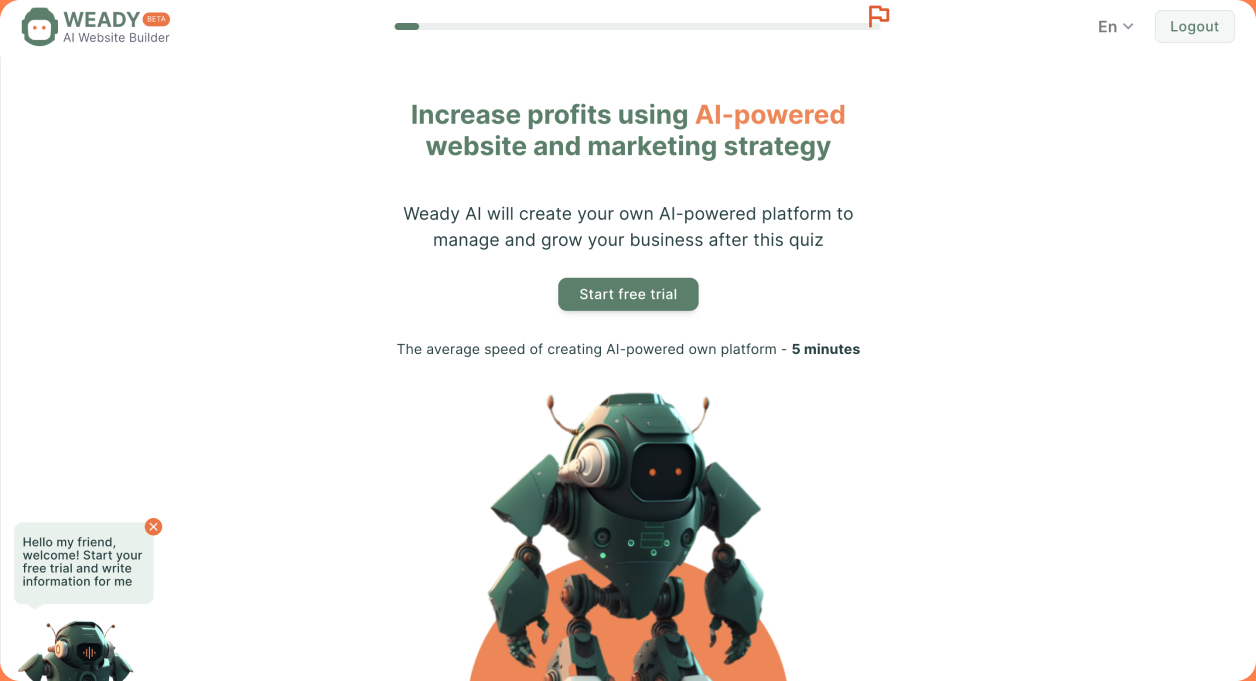 WEADY BETA
AI Website Builder
En
Logout
Increase profits using AI-powered
website and marketing strategy
Weady AI will create your own AI-powered platform to
manage and grow your business after this quiz
Start free trial
The average speed of creating AI-powered own platform - 5 minutes
Hello my friend,
welcome! Start your
free trial and write
information for me